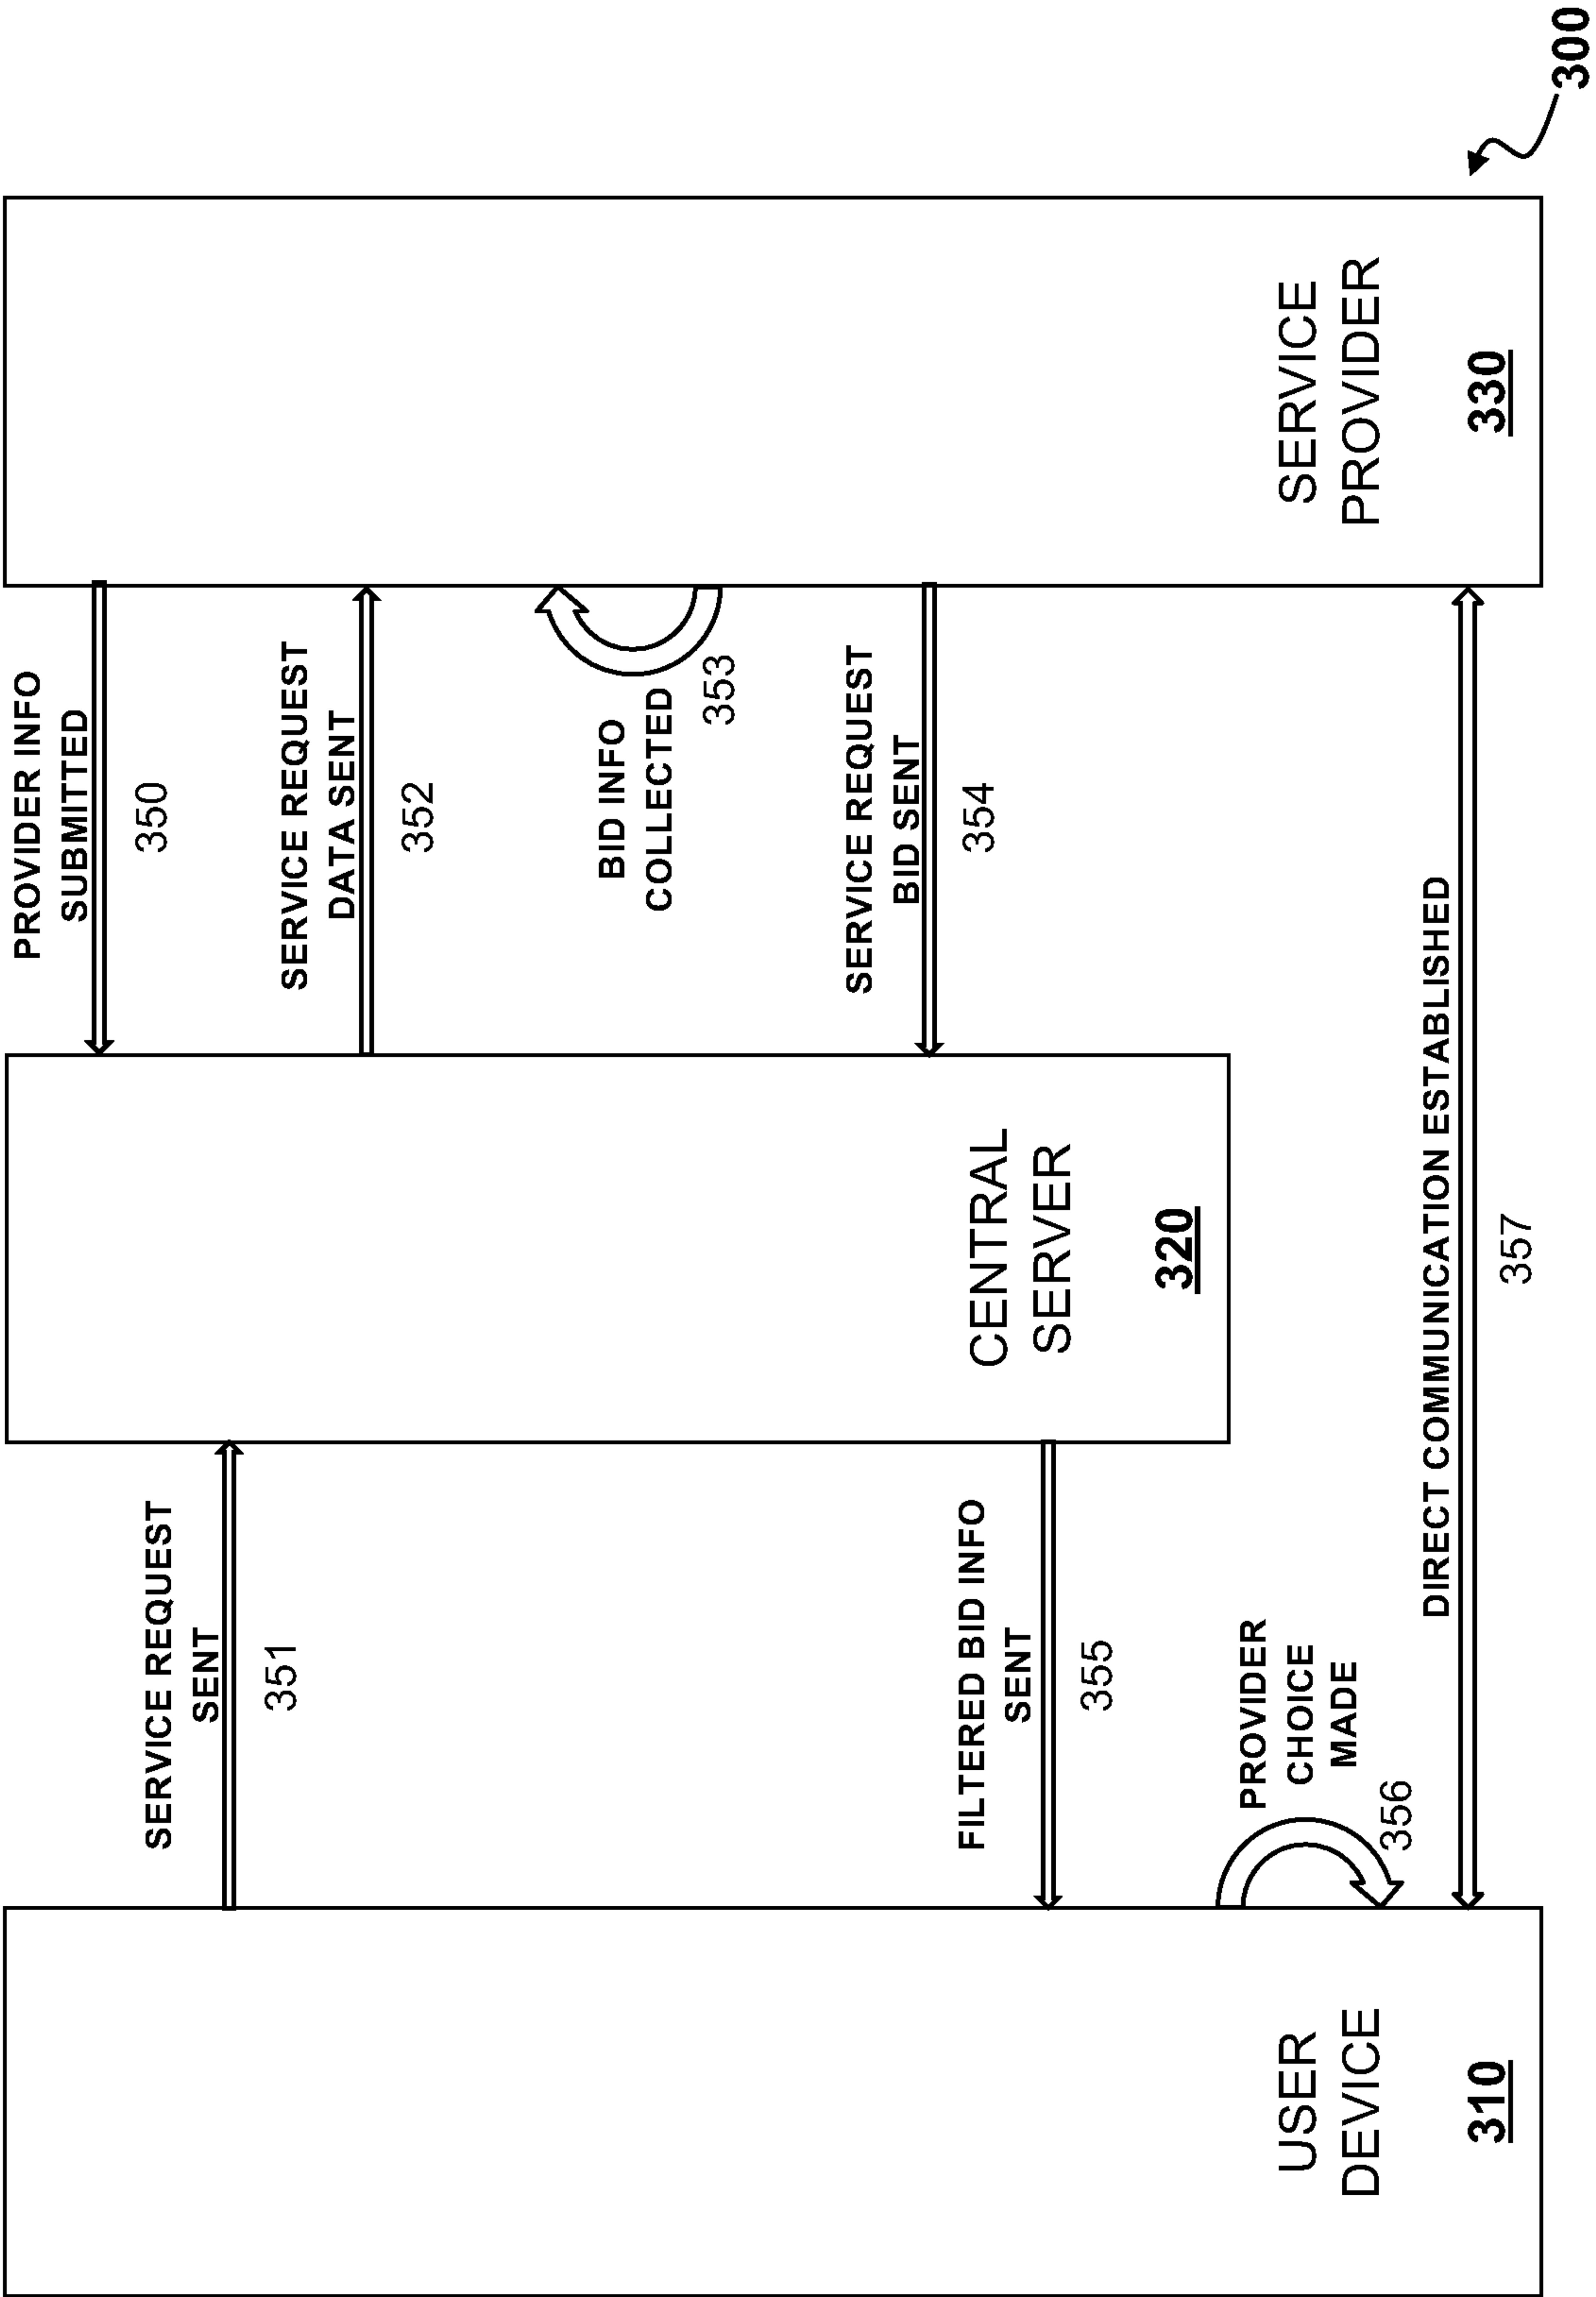 PROVIDER INFO
SUBMITTED
350
SERVICE REQUEST
SENT
351
SERVICE REQUEST
DATA SENT
352
BID INFO
COLLECTED
353
SERVICE REQUEST
BID SENT
354
FILTERED BID INFO
SENT
355
PROVIDER
CHOICE
MADE
356
DIRECT COMMUNICATION ESTABLISHED
357
USER
DEVICE
310
CENTRAL
SERVER
320
SERVICE
PROVIDER
330
300